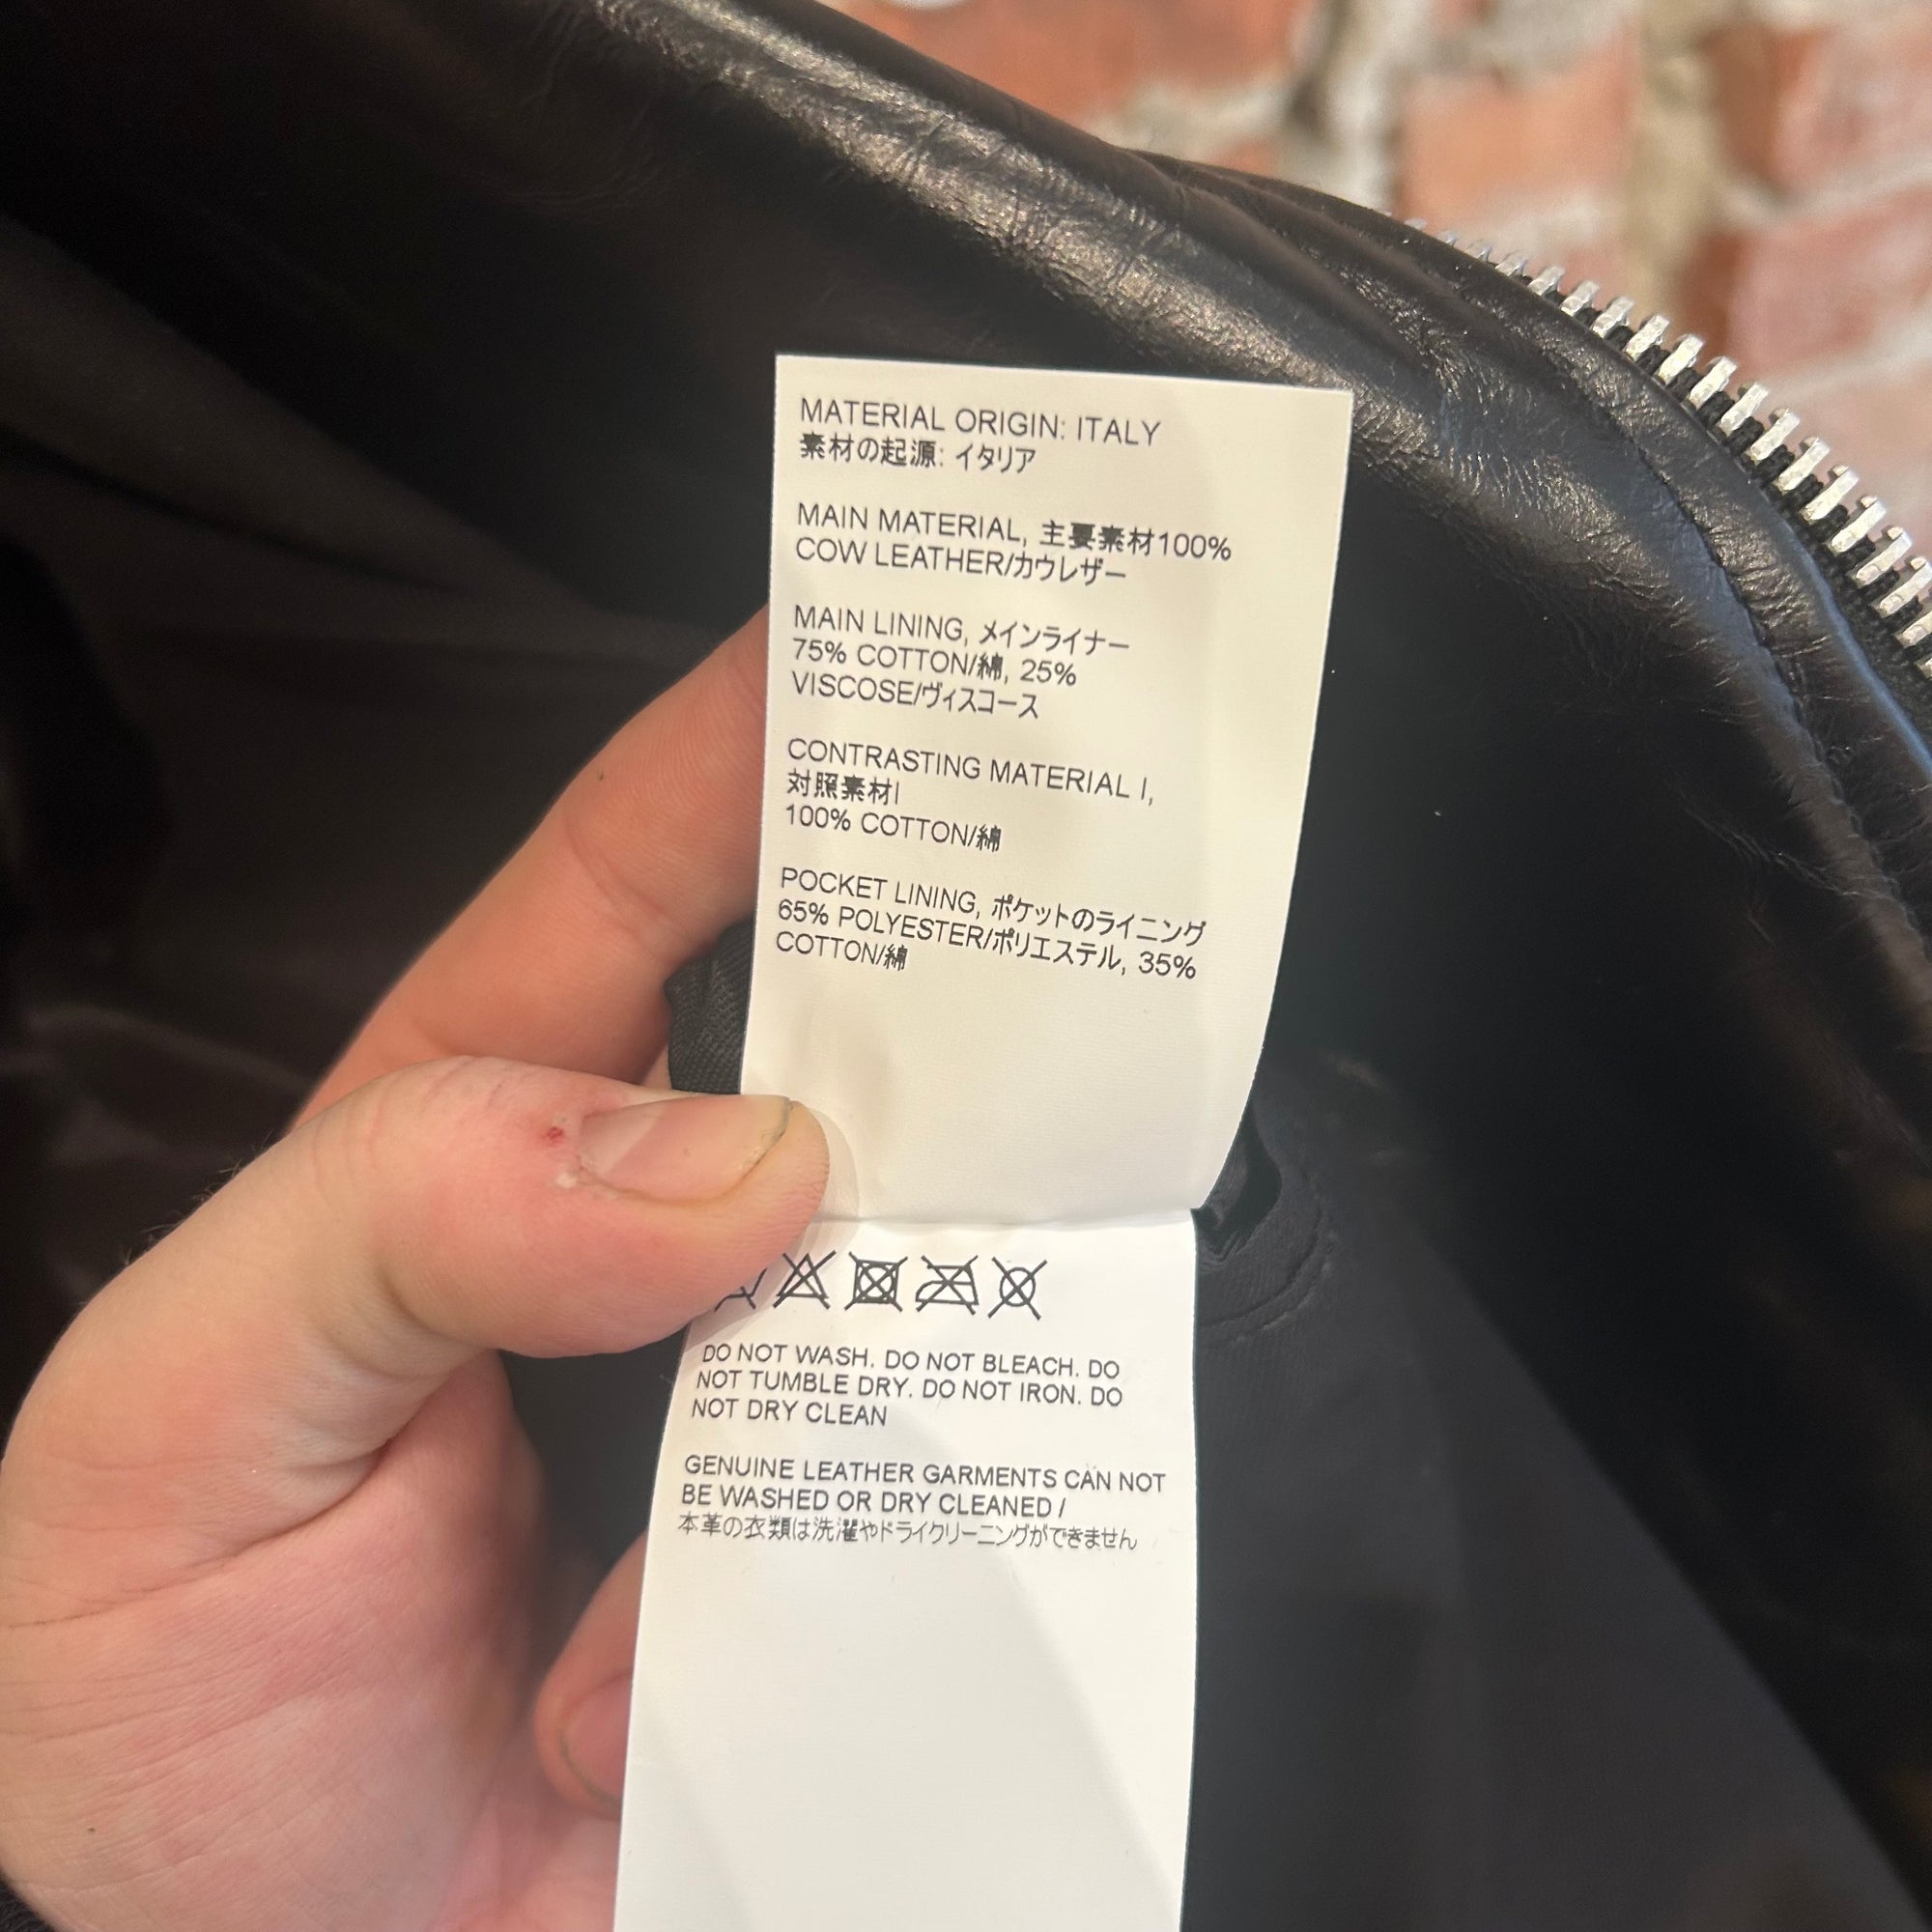 MATERIAL ORIGIN: ITALY
素材の起源: イタリア
MAIN MATERIAL, 主要素材100%
COW LEATHER/カウレザー
MAIN LINING, メインライナー
75% COTTON/綿, 25%
VISCOSE/ヴィスコース
CONTRASTING MATERIAL I,
対照素材I
100% COTTON/綿
POCKET LINING, ポケットのライニング
65% POLYESTER/ポリエステル, 35%
COTTON/綿
DO NOT WASH. DO NOT BLEACH. DO
NOT TUMBLE DRY. DO NOT IRON. DO
NOT DRY CLEAN
GENUINE LEATHER GARMENTS CAN NOT
BE WASHED OR DRY CLEANED /
本革の衣類は洗濯やドライクリーニングができません